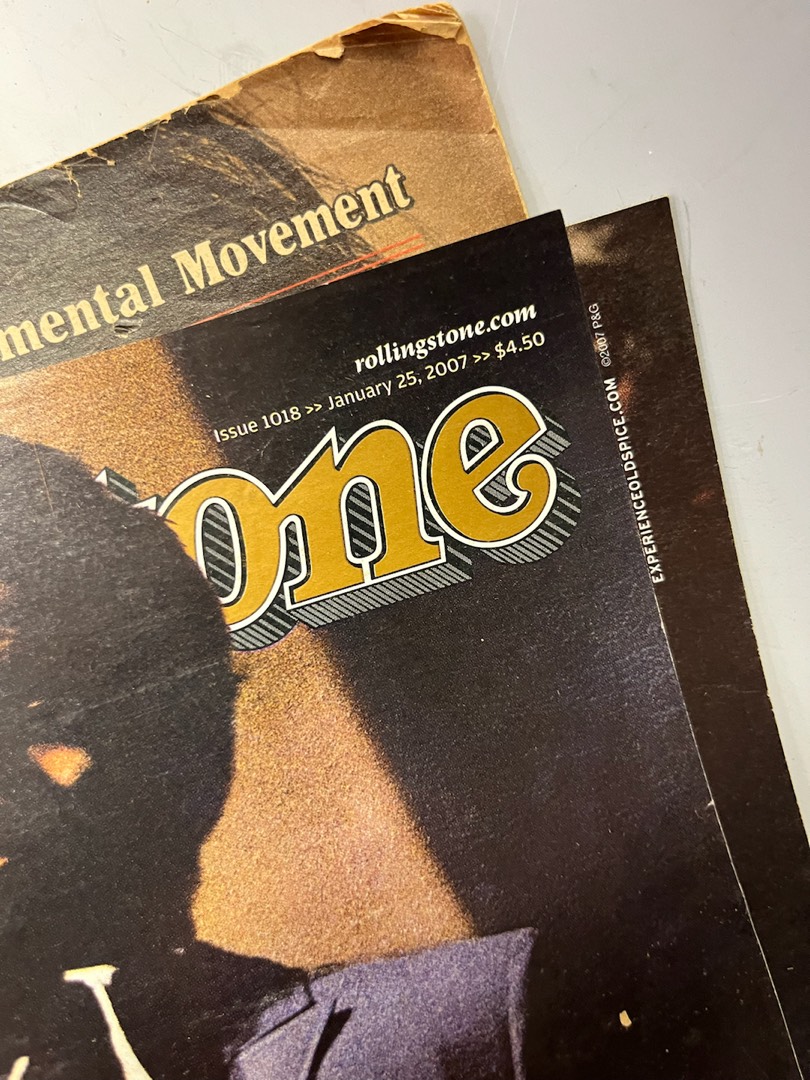 mental Movement
rollingstone.com
Issue 1018 >> January 25, 2007 >> $4.50
one
EXPERIENCEOLDSPICE.COM ©2007 P&G